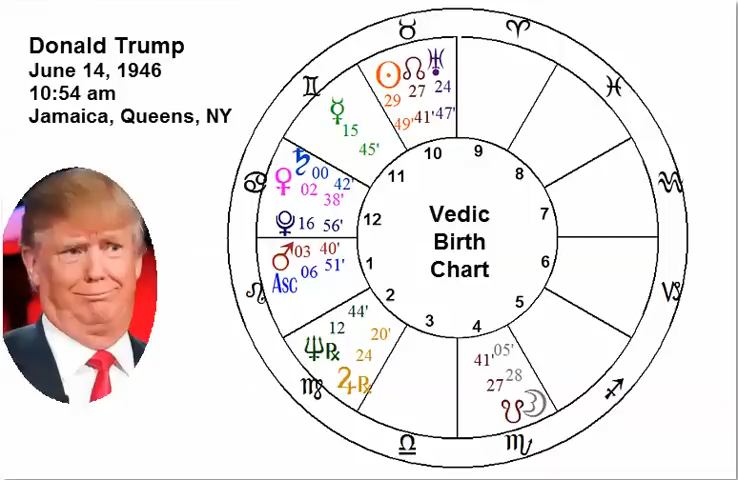 Donald Trump
June 14, 1946
10:54 am
Jamaica, Queens, NY
Vedic
Birth
Chart
♉ ♈ ♓ ♒ ♑ ♐ ♏ ♎ ♍ ♌ ♋ ♊
10 9 8 7 6 5 4 3 2 1 12 11
☉ 29 49'
☊ 27 41'
♅ 24 47'
☿ 15 45'
♄ 00 42'
♀ 02 38'
♇ 16 56'
♂ 03 40'
Asc 06 51'
♆℞ 12 44'
♃℞ 24 20'
☋ 27 41'
☽ 28 05'